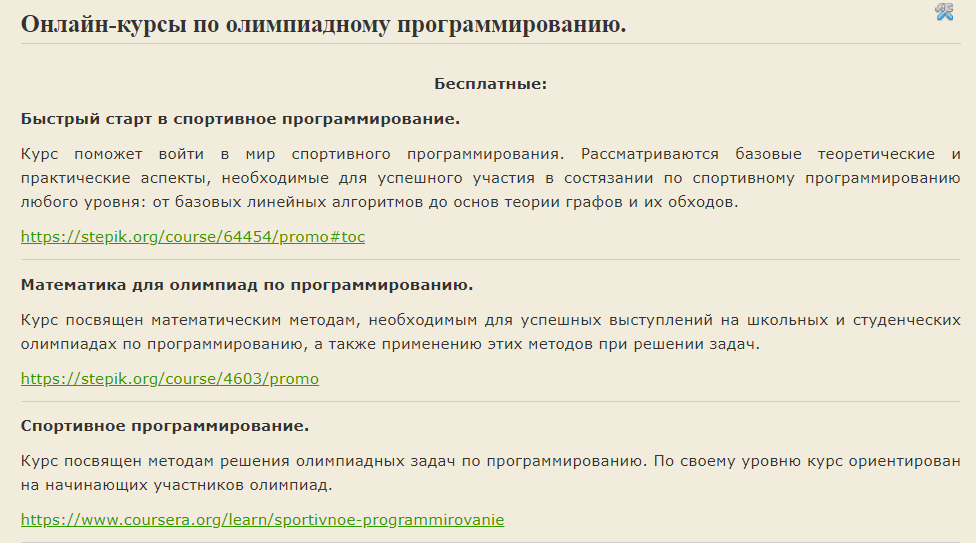 Онлайн-курсы по олимпиадному программированию.
Бесплатные:
Быстрый старт в спортивное программирование.
Курс поможет войти в мир спортивного программирования. Рассматриваются базовые теоретические и
практические аспекты, необходимые для успешного участия в состязании по спортивному программированию
любого уровня: от базовых линейных алгоритмов до основ теории графов и их обходов.
https://stepik.org/course/64454/promo#toc
Математика для олимпиад по программированию.
Курс посвящен математическим методам, необходимым для успешных выступлений на школьных и студенческих
олимпиадах по программированию, а также применению этих методов при решении задач.
https://stepik.org/course/4603/promo
Спортивное программирование.
Курс посвящен методам решения олимпиадных задач по программированию. По своему уровню курс ориентирован
на начинающих участников олимпиад.
https://www.coursera.org/learn/sportivnoe-programmirovanie